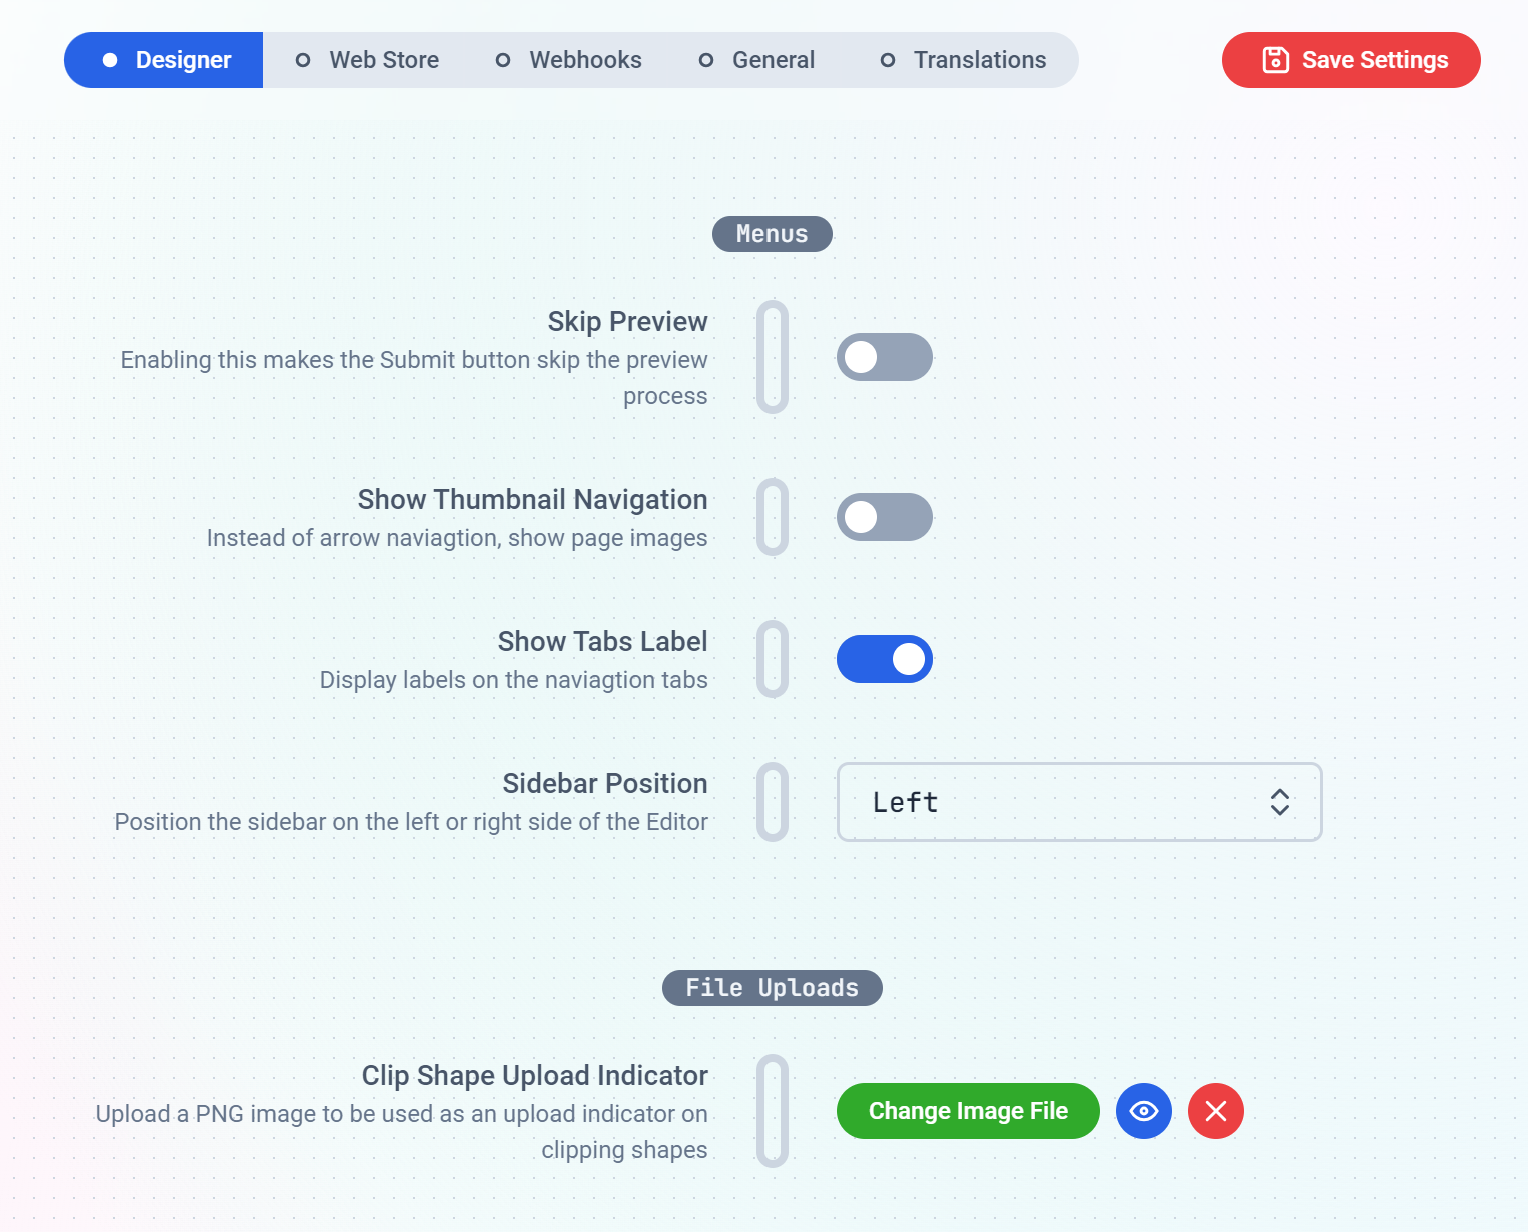 Designer
Web Store
Webhooks
General
Translations
Save Settings
Menus
Skip Preview
Enabling this makes the Submit button skip the preview
process
Show Thumbnail Navigation
Instead of arrow naviagtion, show page images
Show Tabs Label
Display labels on the naviagtion tabs
Sidebar Position
Position the sidebar on the left or right side of the Editor
Left
File Uploads
Clip Shape Upload Indicator
Upload a PNG image to be used as an upload indicator on
clipping shapes
Change Image File